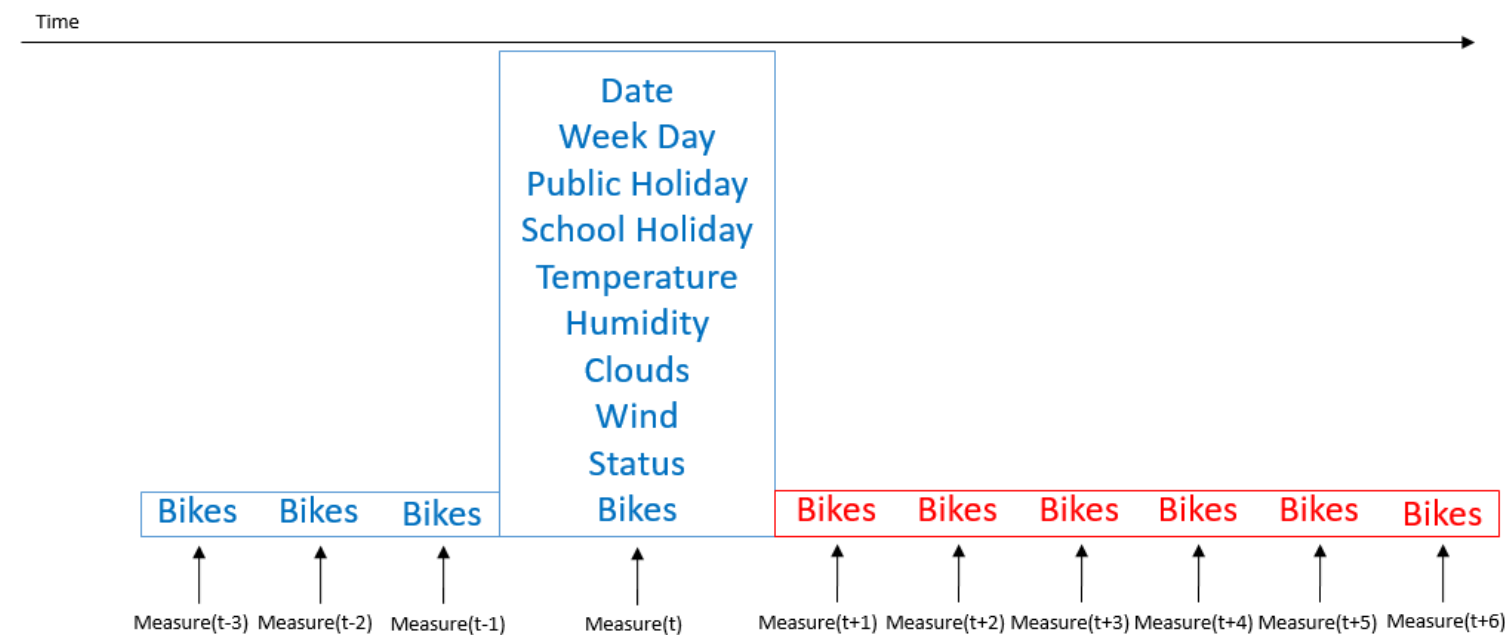 Time
Date
Week Day
Public Holiday
School Holiday
Temperature
Humidity
Clouds
Wind
Status
Bikes Bikes Bikes Bikes Bikes Bikes Bikes Bikes Bikes Bikes
Measure(t-3) Measure(t-2) Measure(t-1) Measure(t) Measure(t+1) Measure(t+2) Measure(t+3) Measure(t+4) Measure(t+5) Measure(t+6)